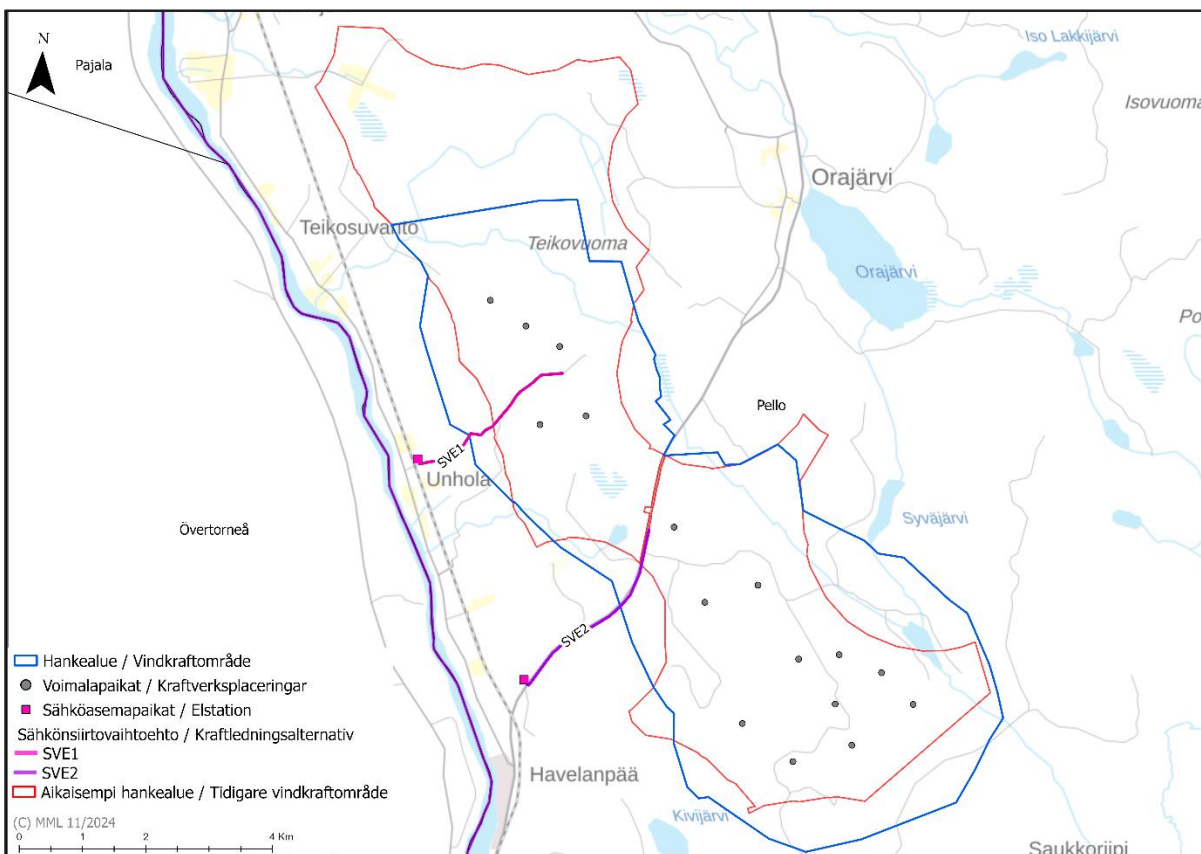 N
Pajala
Iso Lakkijärvi
Isovuoma
Orajärvi
Teikosuvanto
Teikovuoma
Orajärvi
Po
Pello
SVE1
Unhola
Syväjärvi
Övertorneå
SVE2
Hankealue / Vindkraftområde
Voimalapaikat / Kraftverksplaceringar
Sähköasemapaikat / Elstation
Sähkönsiirtovaihtoehto / Kraftledningsalternativ
SVE1
SVE2
Aikaisempi hankealue / Tidigare vindkraftområde
Havelanpää
(C) MML 11/2024
0 1 2 4 Km
Kivijärvi
Saukkoriipi